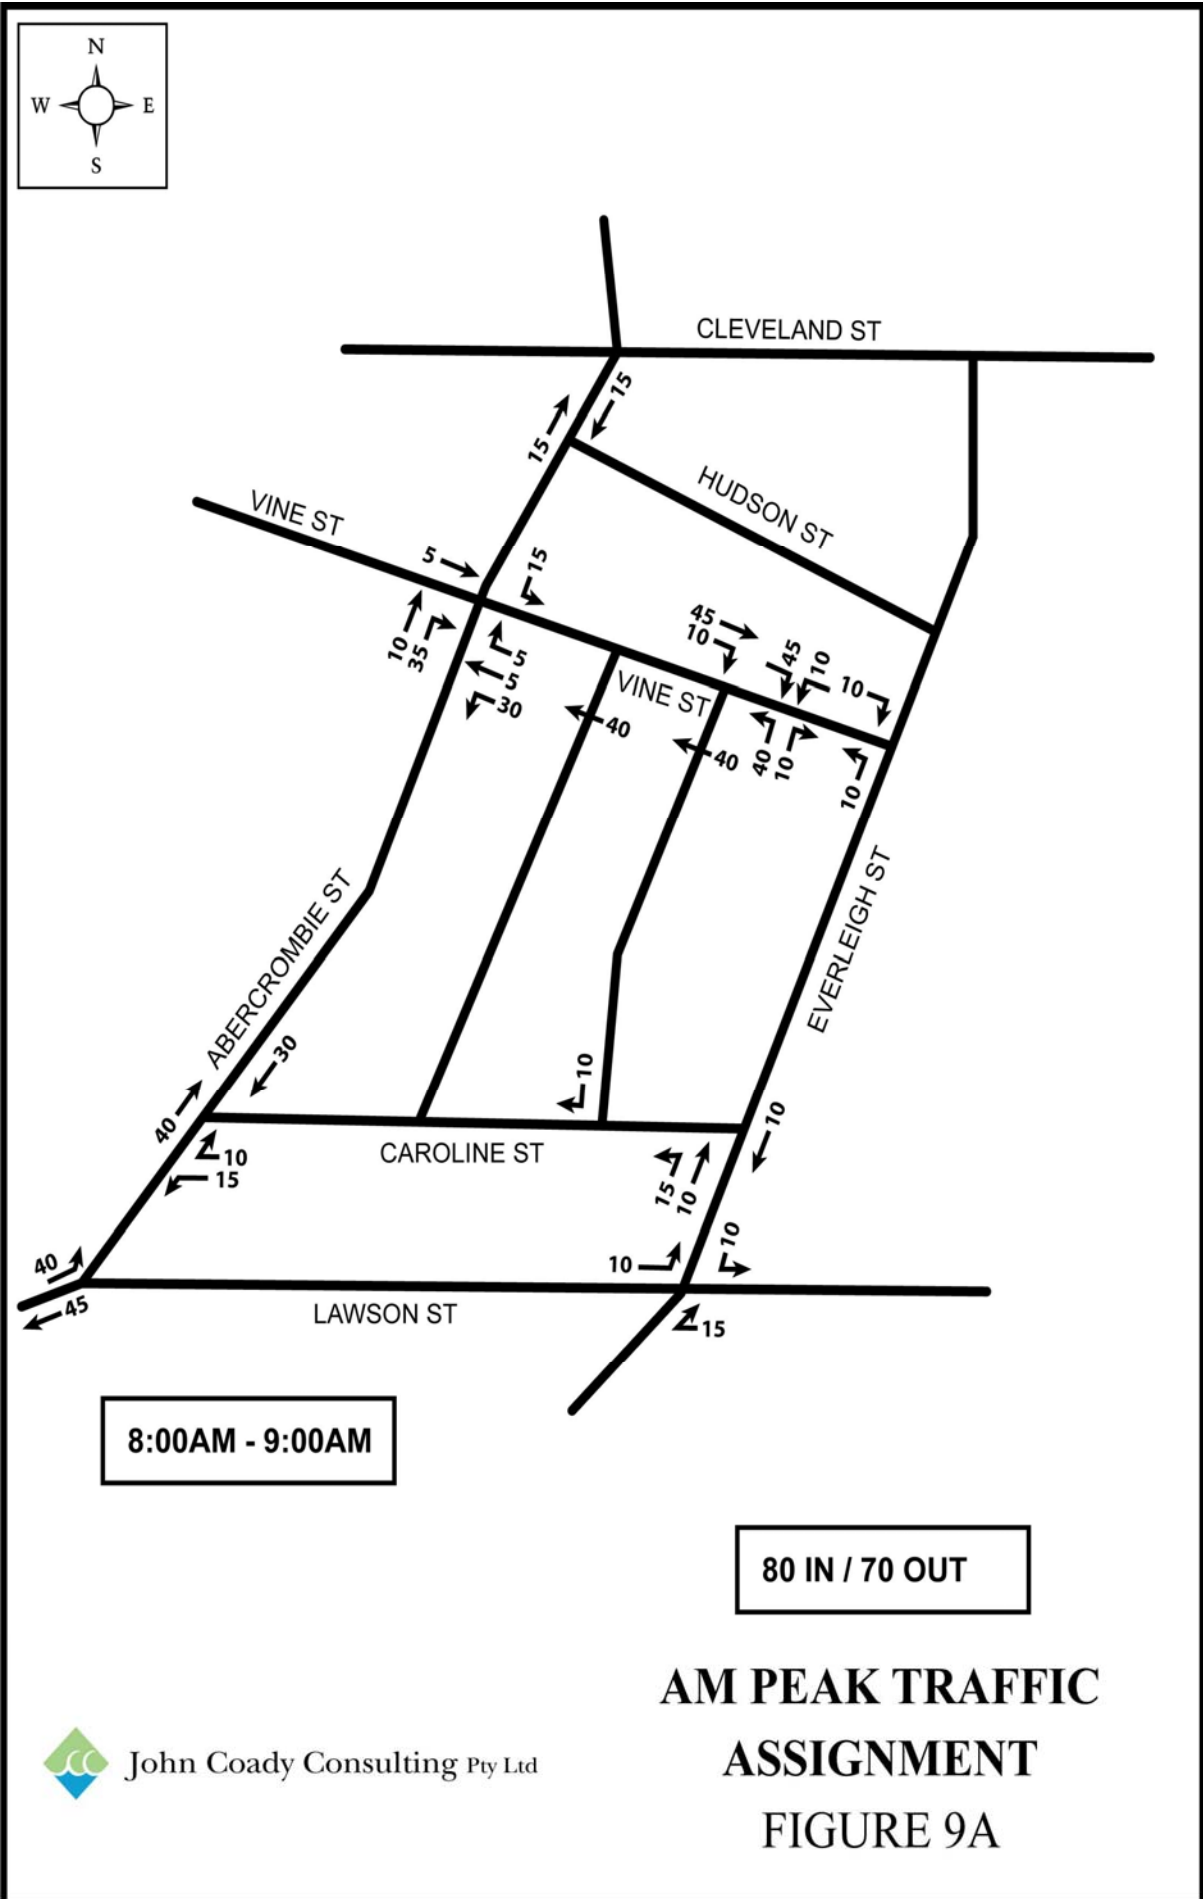 N
W E
S
CLEVELAND ST
15
15
HUDSON ST
VINE ST
5
15
45
10
45
10
10
10
35
5
5
30
VINE ST
40
40
40
10
10
EVERLEIGH ST
ABERCROMBIE ST
30
10
40
10
CAROLINE ST
10
15
15
10
10
10
40
45
LAWSON ST
15
8:00AM - 9:00AM
80 IN / 70 OUT
AM PEAK TRAFFIC
ASSIGNMENT
FIGURE 9A
John Coady Consulting Pty Ltd